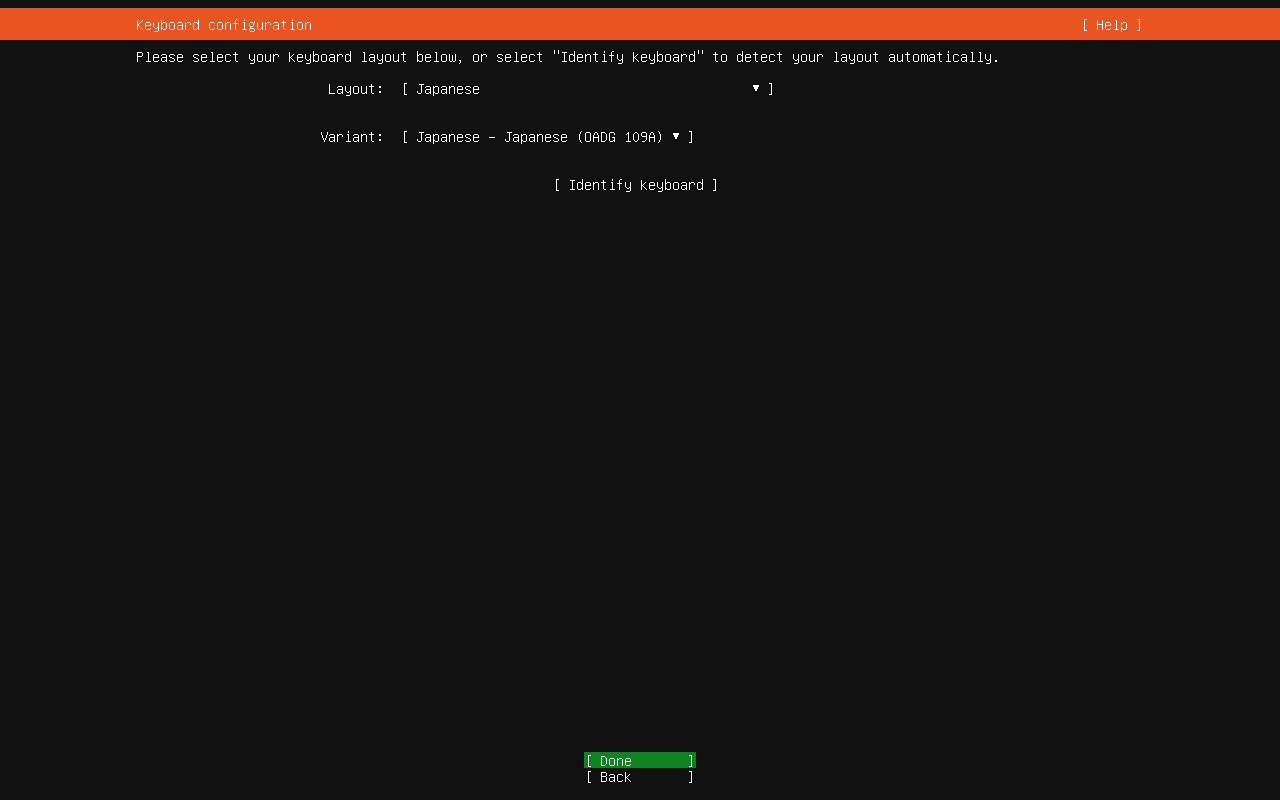 Keyboard configuration [ Help ]
Please select your keyboard layout below, or select "Identify keyboard" to detect your layout automatically.
Layout: [ Japanese ▾ ]
Variant: [ Japanese – Japanese (OADG 109A) ▾ ]
[ Identify keyboard ]
[ Done ]
[ Back ]